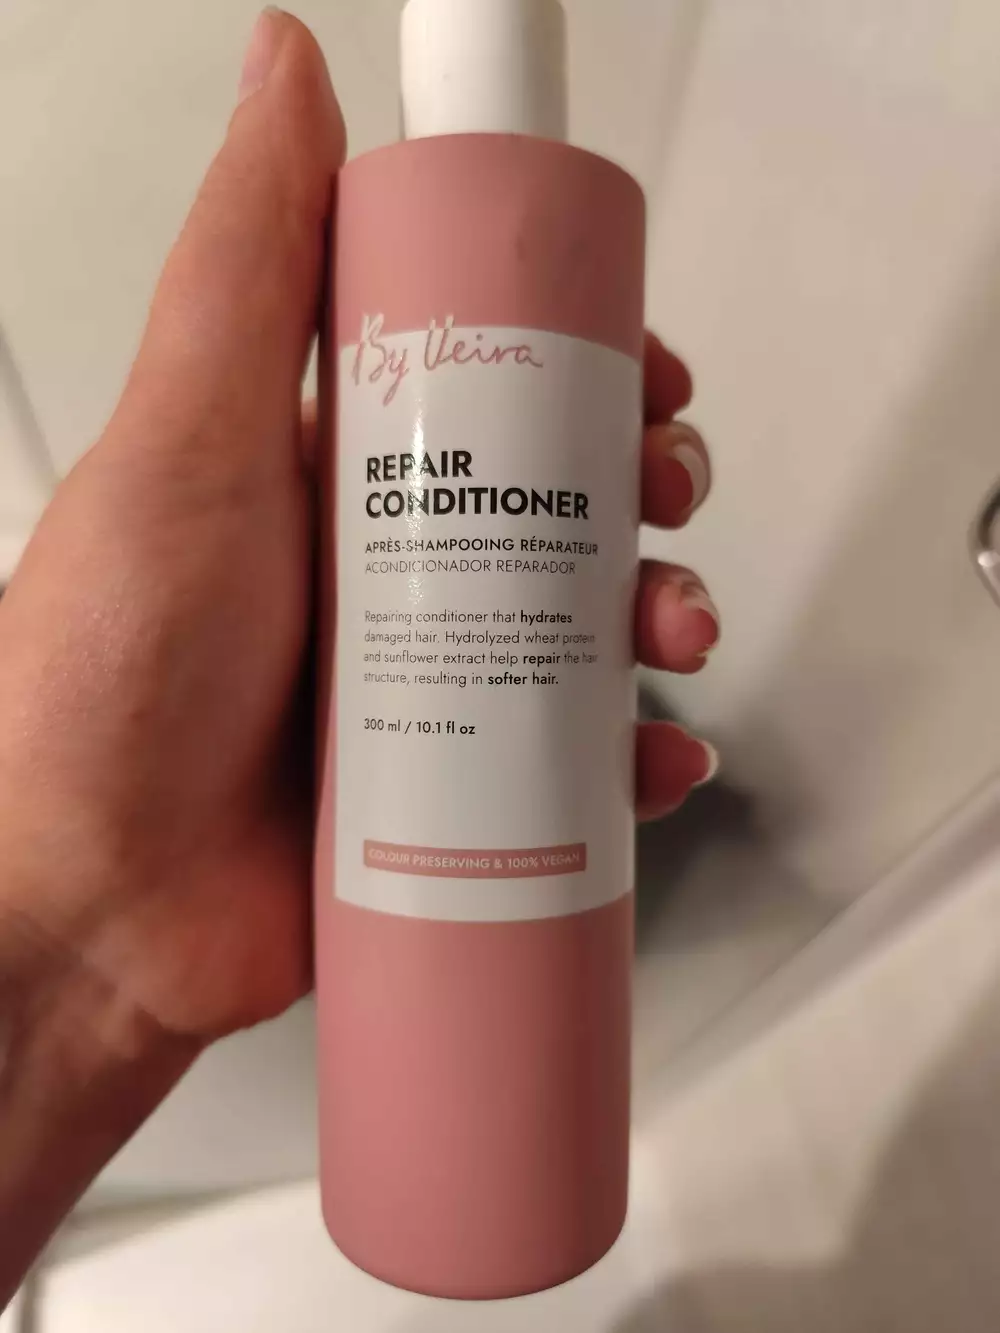 By Veira
REPAIR
CONDITIONER
APRÈS-SHAMPOOING RÉPARATEUR
ACONDICIONADOR REPARADOR
Repairing conditioner that hydrates
damaged hair. Hydrolyzed wheat protein
and sunflower extract help repair the hair
structure, resulting in softer hair.
300 ml / 10.1 fl oz
COLOUR PRESERVING & 100% VEGAN